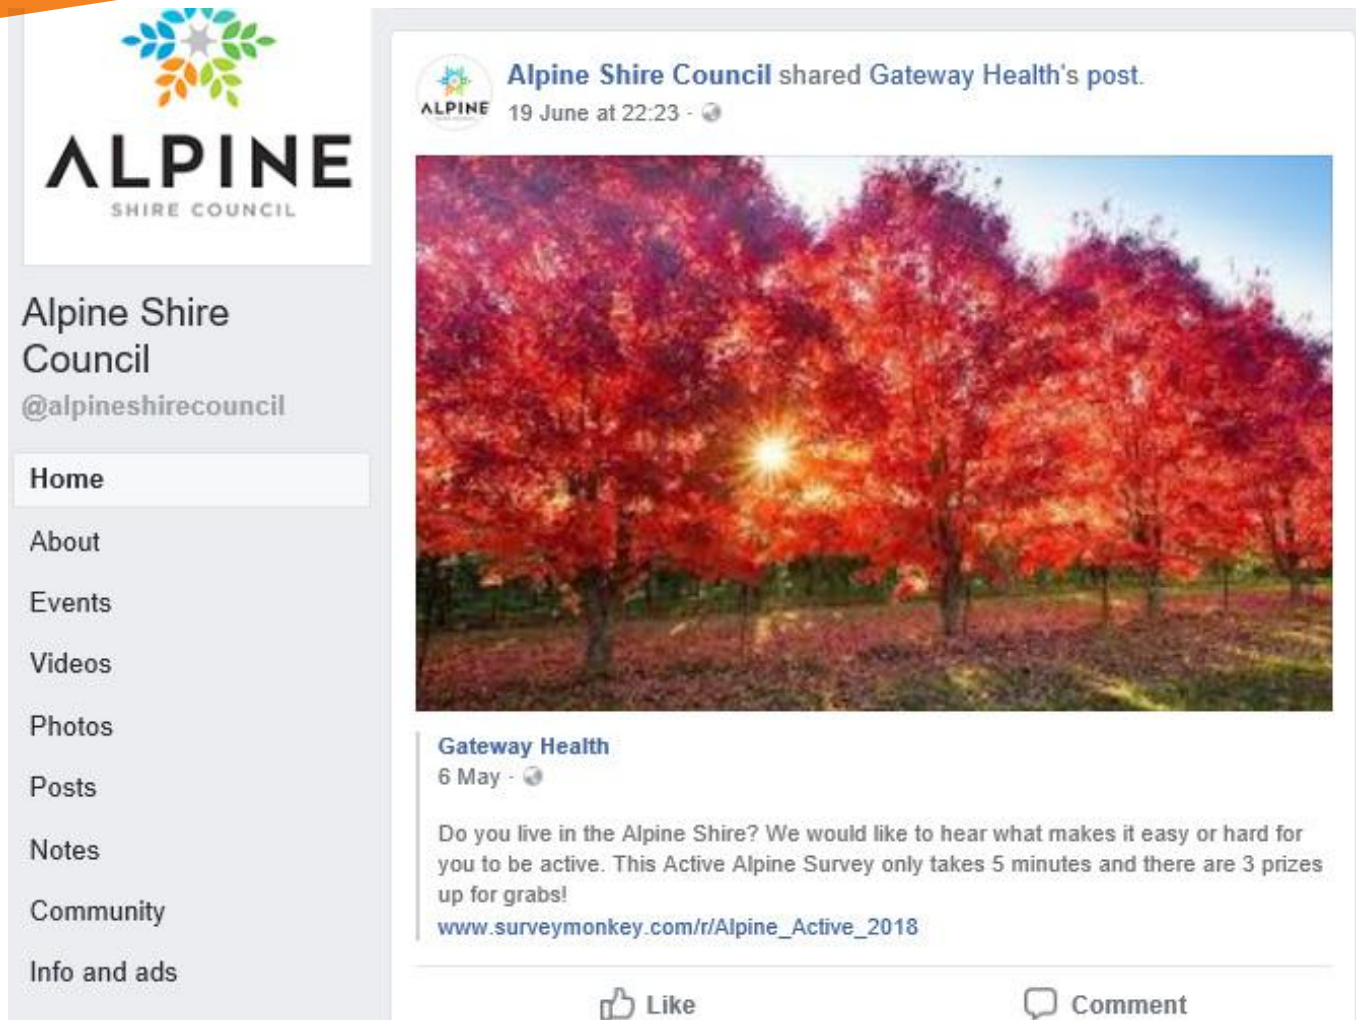 ALPINE
SHIRE COUNCIL
Alpine Shire
Council
@alpineshirecouncil
Home
About
Events
Videos
Photos
Posts
Notes
Community
Info and ads
ALPINE
Alpine Shire Council shared Gateway Health's post.
19 June at 22:23 ·
Gateway Health
6 May ·
Do you live in the Alpine Shire? We would like to hear what makes it easy or hard for
you to be active. This Active Alpine Survey only takes 5 minutes and there are 3 prizes
up for grabs!
www.surveymonkey.com/r/Alpine_Active_2018
Like
Comment